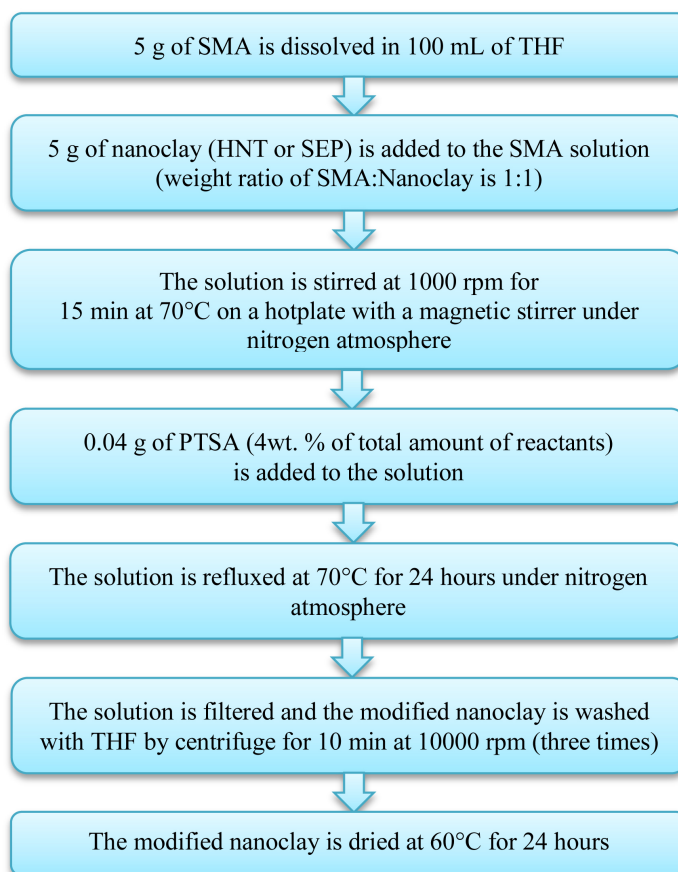 5 g of SMA is dissolved in 100 mL of THF
5 g of nanoclay (HNT or SEP) is added to the SMA solution
(weight ratio of SMA:Nanoclay is 1:1)
The solution is stirred at 1000 rpm for
15 min at 70°C on a hotplate with a magnetic stirrer under
nitrogen atmosphere
0.04 g of PTSA (4wt. % of total amount of reactants)
is added to the solution
The solution is refluxed at 70°C for 24 hours under nitrogen
atmosphere
The solution is filtered and the modified nanoclay is washed
with THF by centrifuge for 10 min at 10000 rpm (three times)
The modified nanoclay is dried at 60°C for 24 hours